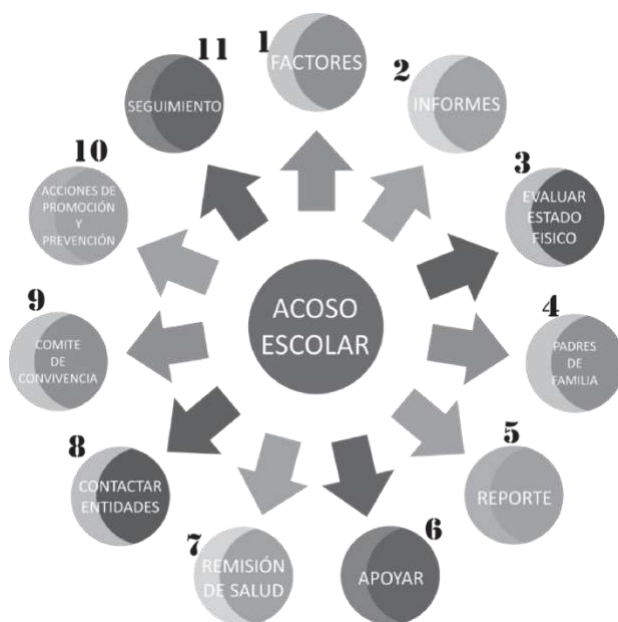 ACOSO
ESCOLAR
1
FACTORES
2
INFORMES
3
EVALUAR
ESTADO
FISICO
4
PADRES
DE
FAMILIA
5
REPORTE
6
APOYAR
7
REMISIÓN
DE SALUD
8
CONTACTAR
ENTIDADES
9
COMITE
DE
CONVIVENCIA
10
ACCIONES DE
PROMOCIÓN
Y
PREVENCIÓN
11
SEGUIMIENTO